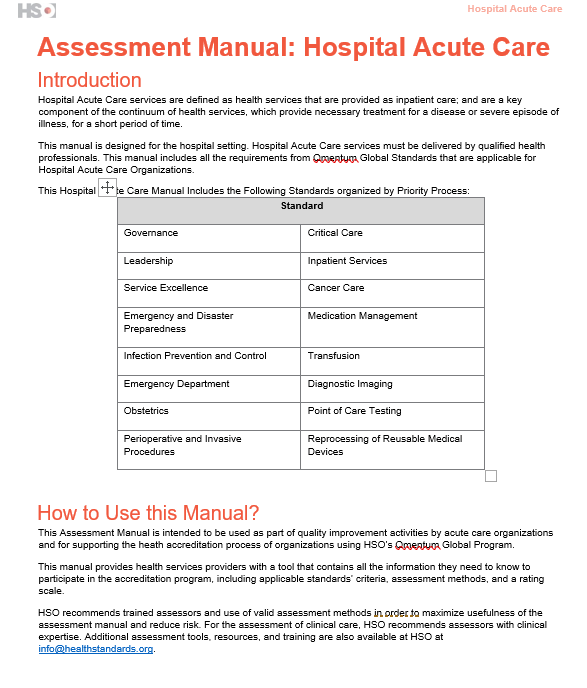 HS
Hospital Acute Care
Assessment Manual: Hospital Acute Care
Introduction
Hospital Acute Care services are defined as health services that are provided as inpatient care; and are a key
component of the continuum of health services, which provide necessary treatment for a disease or severe episode of
illness, for a short period of time.
This manual is designed for the hospital setting. Hospital Acute Care services must be delivered by qualified health
professionals. This manual includes all the requirements from Qmentum Global Standards that are applicable for
Hospital Acute Care Organizations.
This Hospital te Care Manual Includes the Following Standards organized by Priority Process:
Standard
Governance
Critical Care
Leadership
Inpatient Services
Service Excellence
Cancer Care
Emergency and Disaster
Preparedness
Medication Management
Infection Prevention and Control
Transfusion
Emergency Department
Diagnostic Imaging
Obstetrics
Point of Care Testing
Perioperative and Invasive
Procedures
Reprocessing of Reusable Medical
Devices
How to Use this Manual?
This Assessment Manual is intended to be used as part of quality improvement activities by acute care organizations
and for supporting the heath accreditation process of organizations using HSO's Qmentum Global Program.
This manual provides health services providers with a tool that contains all the information they need to know to
participate in the accreditation program, including applicable standards' criteria, assessment methods, and a rating
scale.
HSO recommends trained assessors and use of valid assessment methods in order to maximize usefulness of the
assessment manual and reduce risk. For the assessment of clinical care, HSO recommends assessors with clinical
expertise. Additional assessment tools, resources, and training are also available at HSO at
info@healthstandards.org.